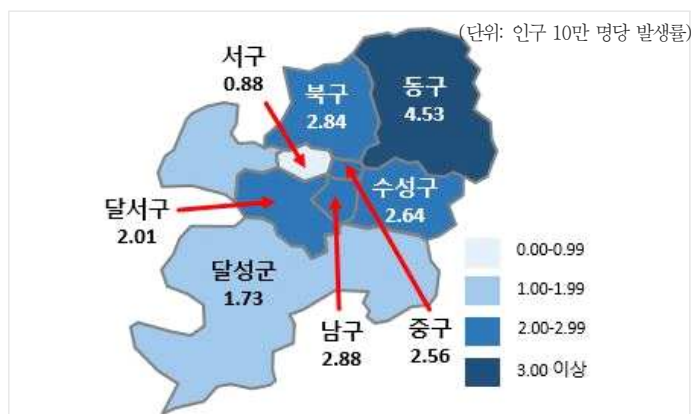 (단위: 인구 10만 명당 발생률)
서구
0.88
북구
2.84
동구
4.53
달서구
2.01
수성구
2.64
달성군
1.73
남구
2.88
중구
2.56
0.00-0.99
1.00-1.99
2.00-2.99
3.00 이상